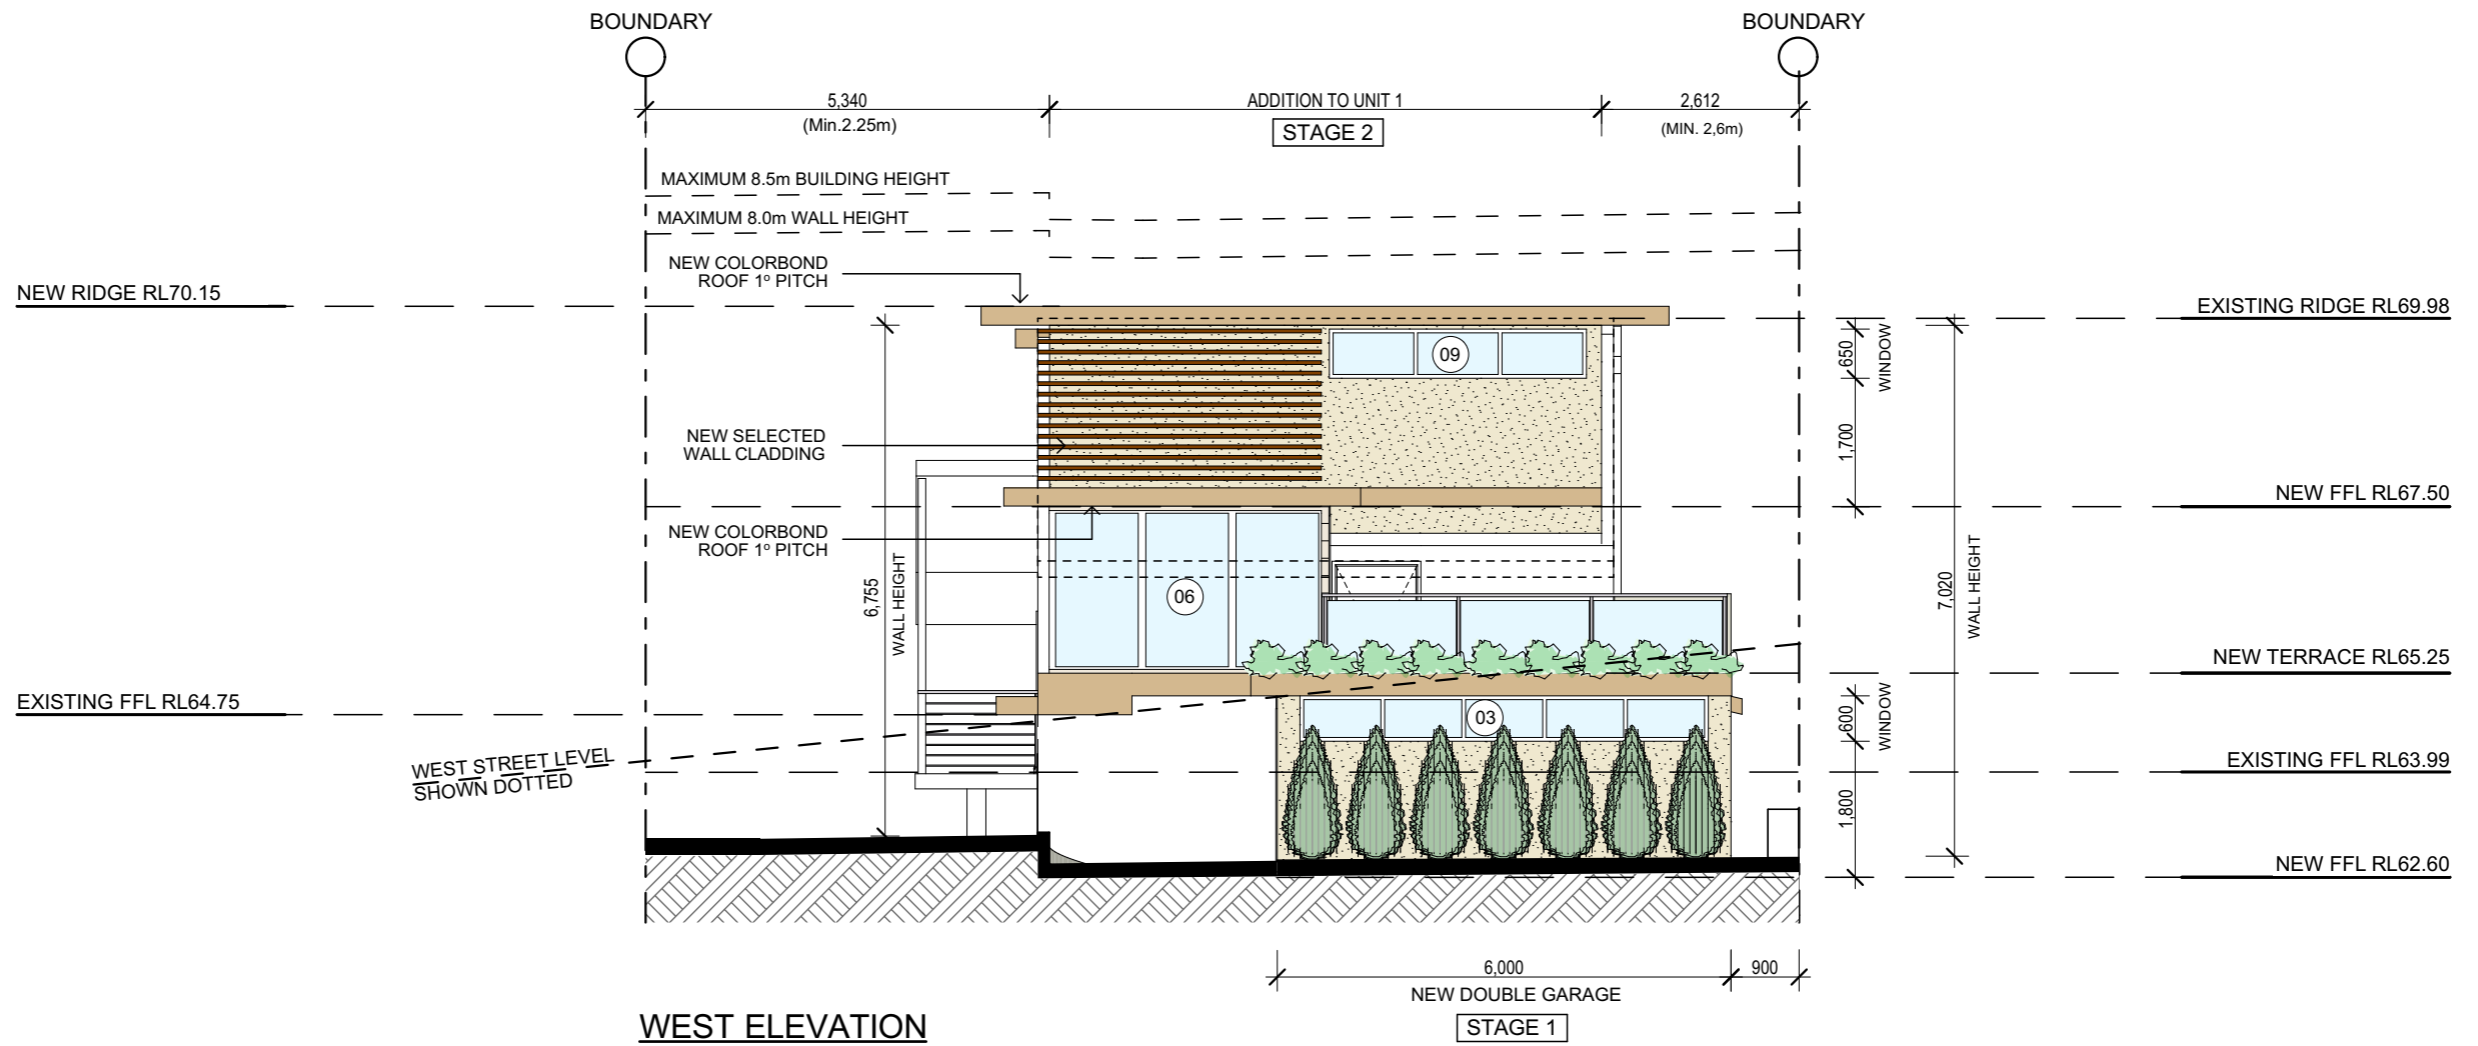 BOUNDARY
BOUNDARY
5,340
(Min.2.25m)
ADDITION TO UNIT 1
STAGE 2
2,612
(MIN. 2,6m)
MAXIMUM 8.5m BUILDING HEIGHT
MAXIMUM 8.0m WALL HEIGHT
NEW COLORBOND
ROOF 1º PITCH
NEW RIDGE RL70.15
EXISTING RIDGE RL69.98
09
650
WINDOW
NEW SELECTED
WALL CLADDING
1,700
NEW FFL RL67.50
NEW COLORBOND
ROOF 1º PITCH
6,755
WALL HEIGHT
06
7,020
WALL HEIGHT
NEW TERRACE RL65.25
EXISTING FFL RL64.75
03
600
WINDOW
WEST STREET LEVEL
SHOWN DOTTED
EXISTING FFL RL63.99
1,800
NEW FFL RL62.60
6,000
900
NEW DOUBLE GARAGE
STAGE 1
WEST ELEVATION